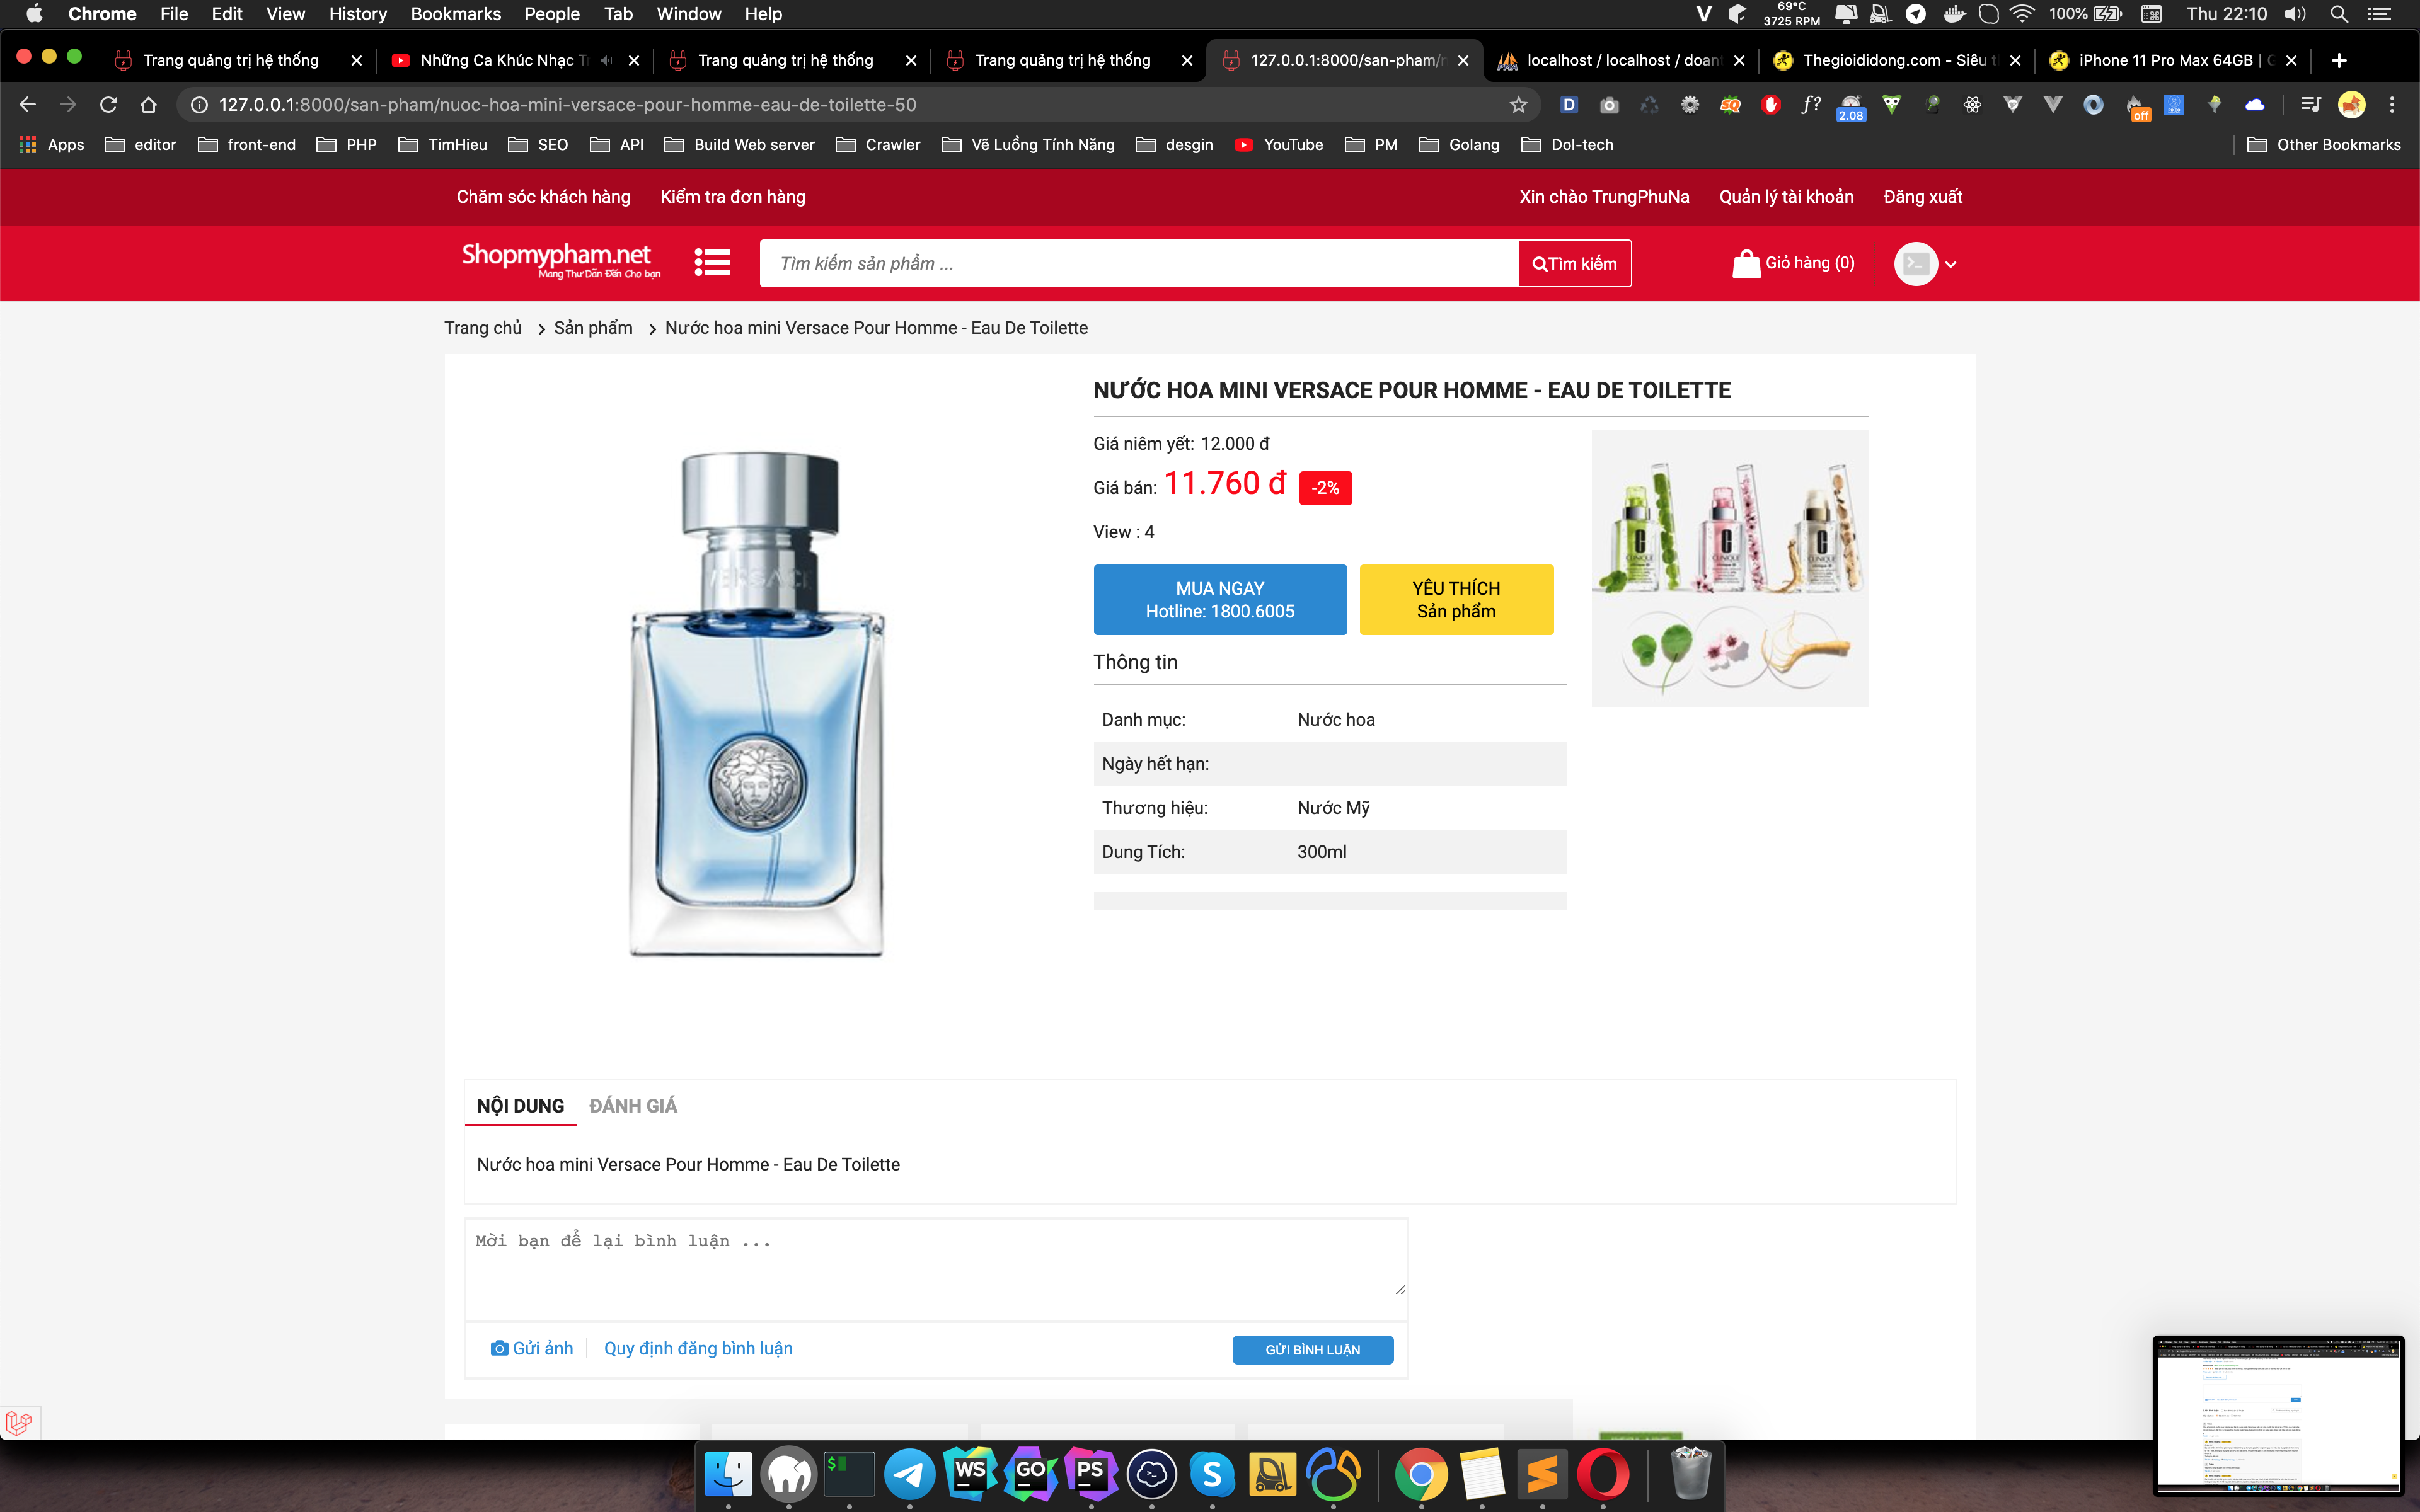 Chrome File Edit View History Bookmarks People Tab Window Help
69°C
3725 RPM
100%
Thu 22:10
Trang quảng trị hệ thống
Những Ca Khúc Nhạc
Trang quảng trị hệ thống
Trang quảng trị hệ thống
127.0.0.1:8000/san-pham/
localhost / localhost / doan
Thegioididong.com - Siêu
iPhone 11 Pro Max 64GB |
127.0.0.1:8000/san-pham/nuoc-hoa-mini-versace-pour-homme-eau-de-toilette-50
2.08
off
Apps editor front-end PHP TimHieu SEO API Build Web server Crawler Vẽ Luồng Tính Năng desgin YouTube PM Golang Dol-tech Other Bookmarks
Chăm sóc khách hàng Kiểm tra đơn hàng Xin chào TrungPhuNa Quản lý tài khoản Đăng xuất
Shopmypham.net
Mang Thư Dãn Đến Cho bạn
Tìm kiếm sản phẩm ...
Tìm kiếm
Giỏ hàng (0)
Trang chủ Sản phẩm Nước hoa mini Versace Pour Homme - Eau De Toilette
NƯỚC HOA MINI VERSACE POUR HOMME - EAU DE TOILETTE
Giá niêm yết: 12.000 đ
Giá bán: 11.760 đ -2%
View : 4
MUA NGAY
Hotline: 1800.6005
YÊU THÍCH
Sản phẩm
Thông tin
Danh mục: Nước hoa
Ngày hết hạn:
Thương hiệu: Nước Mỹ
Dung Tích: 300ml
VERSACE
CLINIQUE
CLINIQUE
CLINIQUE
NỘI DUNG ĐÁNH GIÁ
Nước hoa mini Versace Pour Homme - Eau De Toilette
Mời bạn để lại bình luận ...
Gửi ảnh Quy định đăng bình luận
GỬI BÌNH LUẬN
WS GO PS